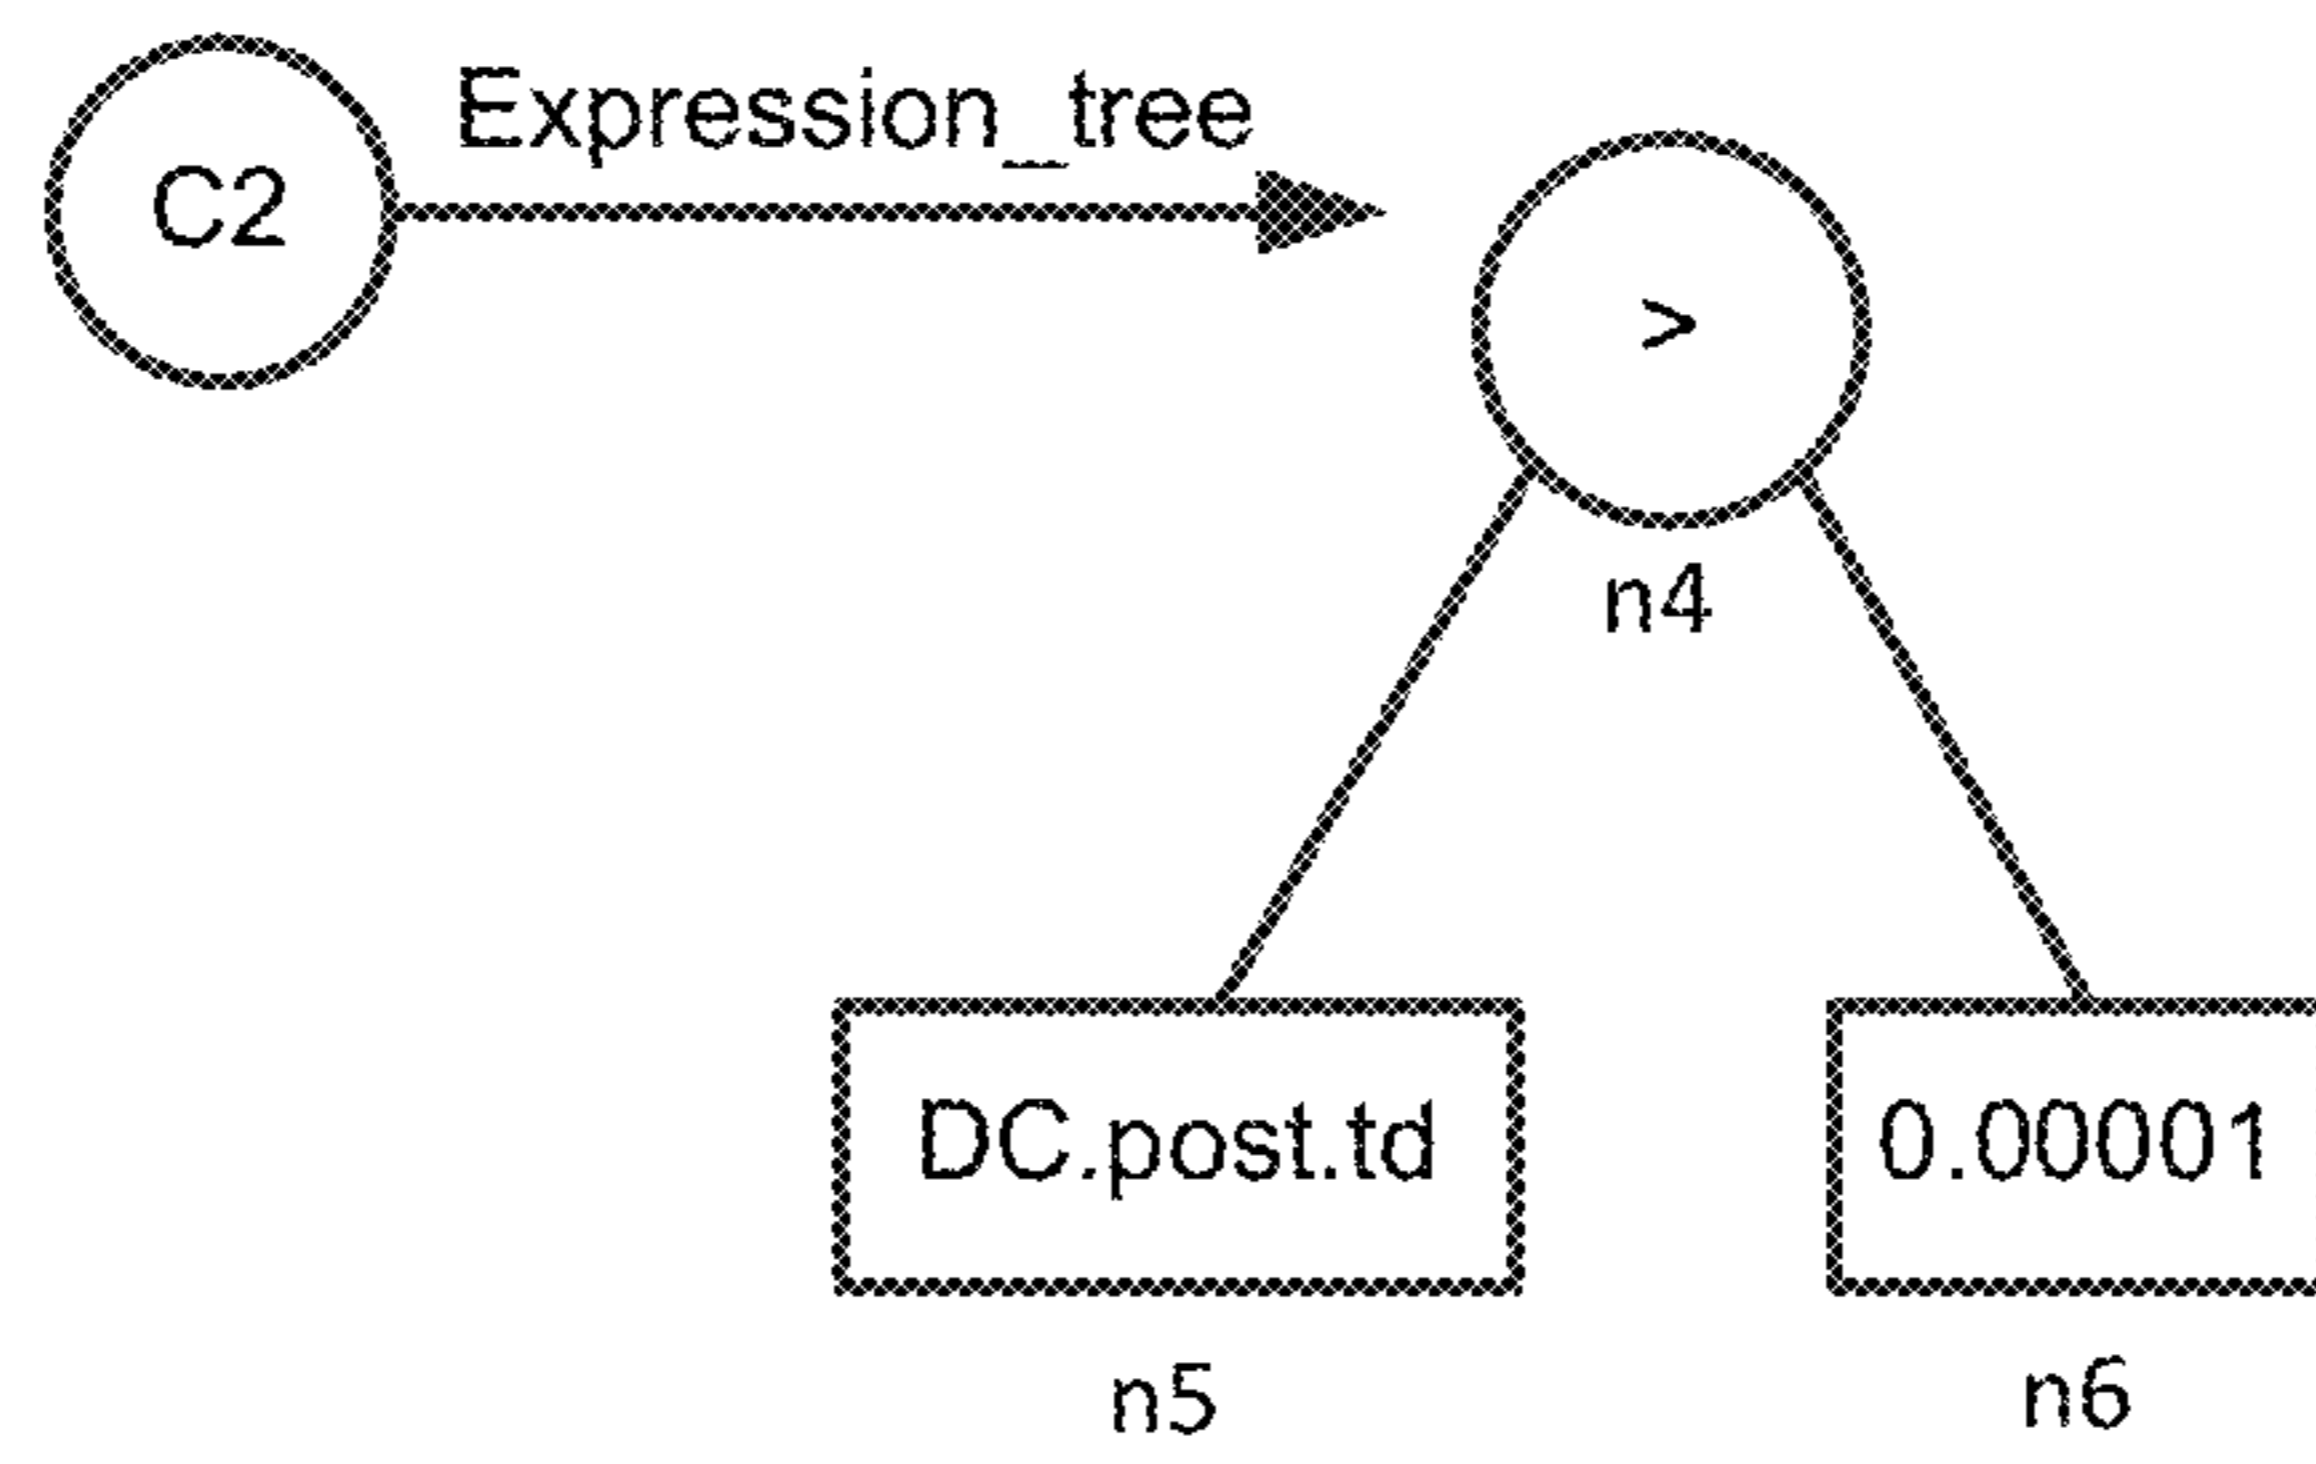 Expression_tree
C2
>
n4
DC.post.td
0.00001
n5
n6